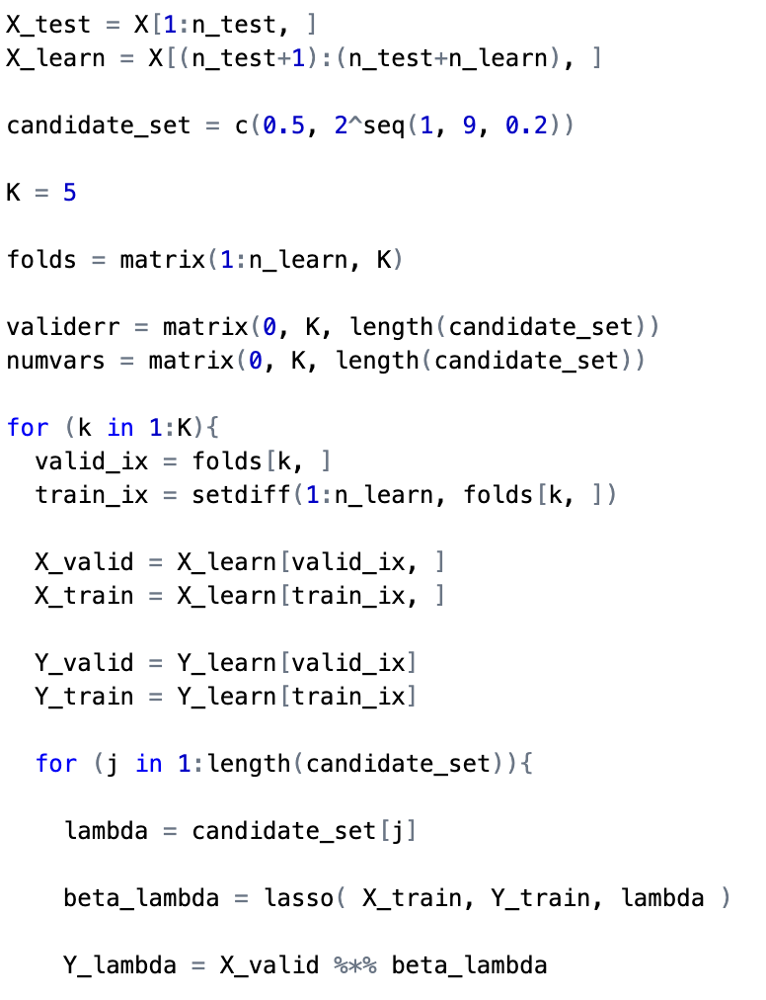 X_test = X[1:n_test, ]
X_learn = X[(n_test+1):(n_test+n_learn), ]
candidate_set = c(0.5, 2^seq(1, 9, 0.2))
K = 5
folds = matrix(1:n_learn, K)
validerr = matrix(0, K, length(candidate_set))
numvars = matrix(0, K, length(candidate_set))
for (k in 1:K){
  valid_ix = folds[k, ]
  train_ix = setdiff(1:n_learn, folds[k, ])
  X_valid = X_learn[valid_ix, ]
  X_train = X_learn[train_ix, ]
  Y_valid = Y_learn[valid_ix]
  Y_train = Y_learn[train_ix]
  for (j in 1:length(candidate_set)){
    lambda = candidate_set[j]
    beta_lambda = lasso( X_train, Y_train, lambda )
    Y_lambda = X_valid %*% beta_lambda